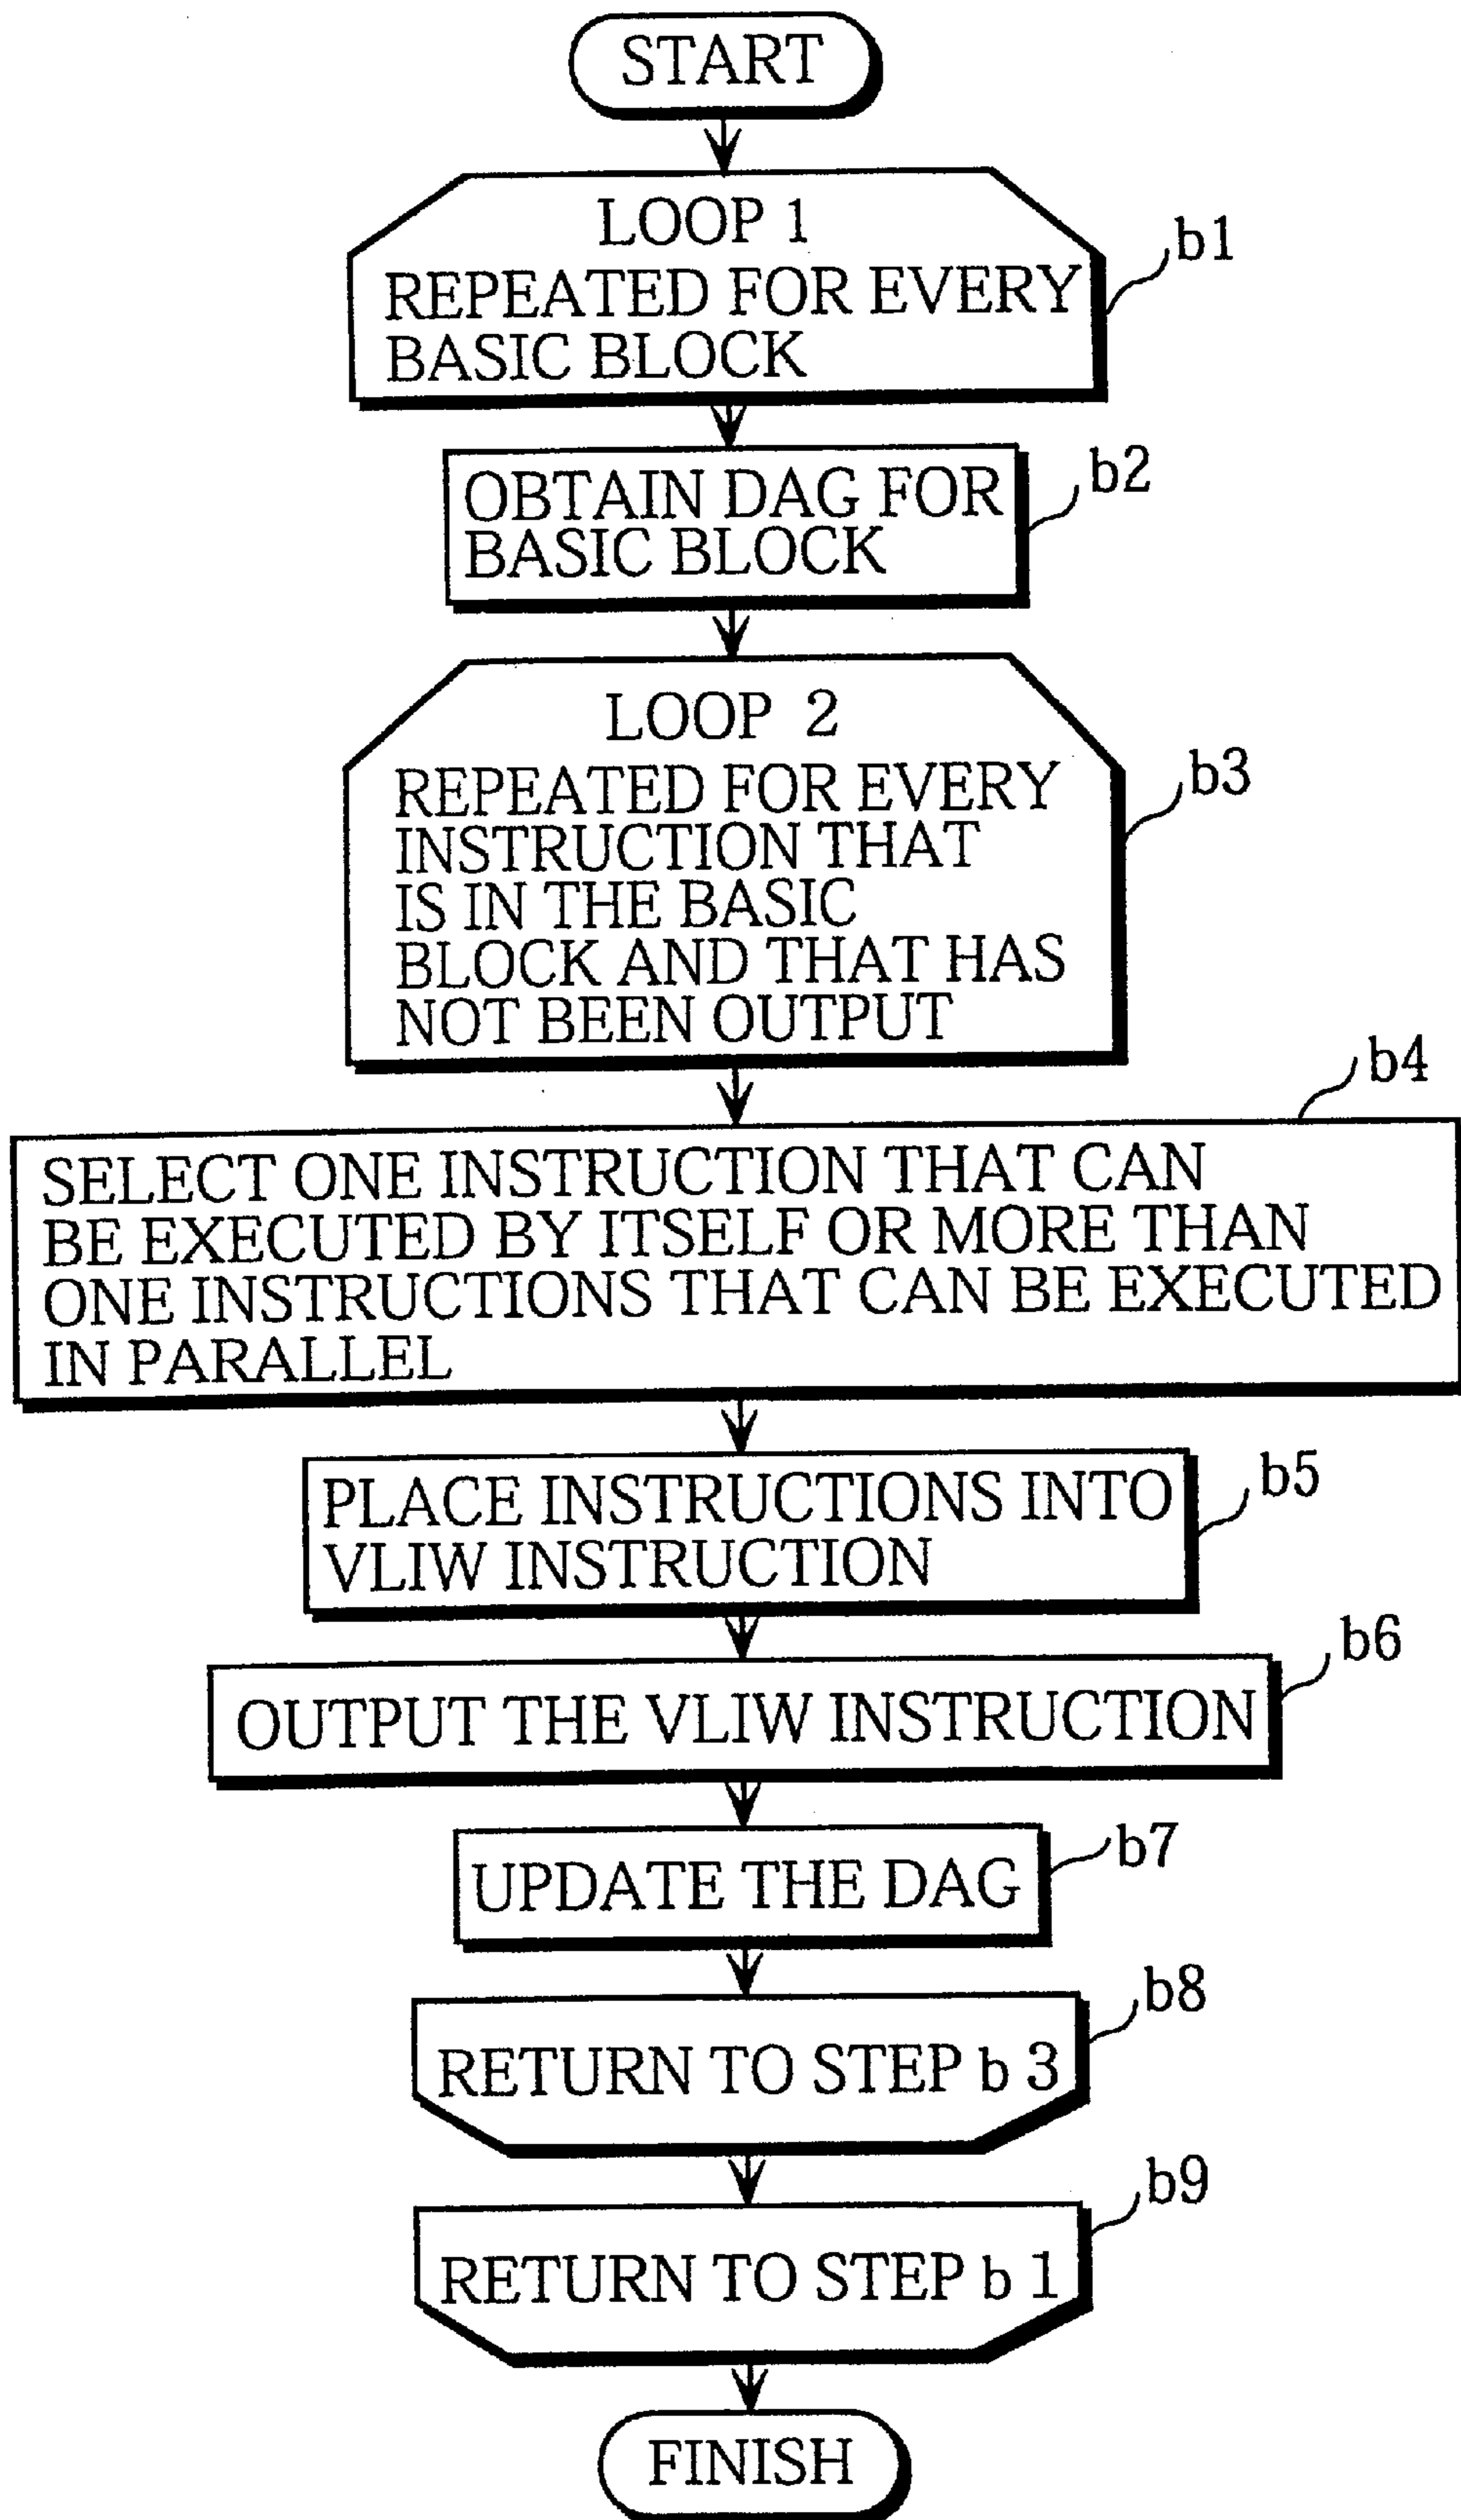 START
LOOP 1
REPEATED FOR EVERY
BASIC BLOCK
b1
OBTAIN DAG FOR
BASIC BLOCK
b2
LOOP 2
REPEATED FOR EVERY
INSTRUCTION THAT
IS IN THE BASIC
BLOCK AND THAT HAS
NOT BEEN OUTPUT
b3
b4
SELECT ONE INSTRUCTION THAT CAN
BE EXECUTED BY ITSELF OR MORE THAN
ONE INSTRUCTIONS THAT CAN BE EXECUTED
IN PARALLEL
PLACE INSTRUCTIONS INTO
VLIW INSTRUCTION
b5
OUTPUT THE VLIW INSTRUCTION
b6
UPDATE THE DAG
b7
RETURN TO STEP b 3
b8
RETURN TO STEP b 1
b9
FINISH